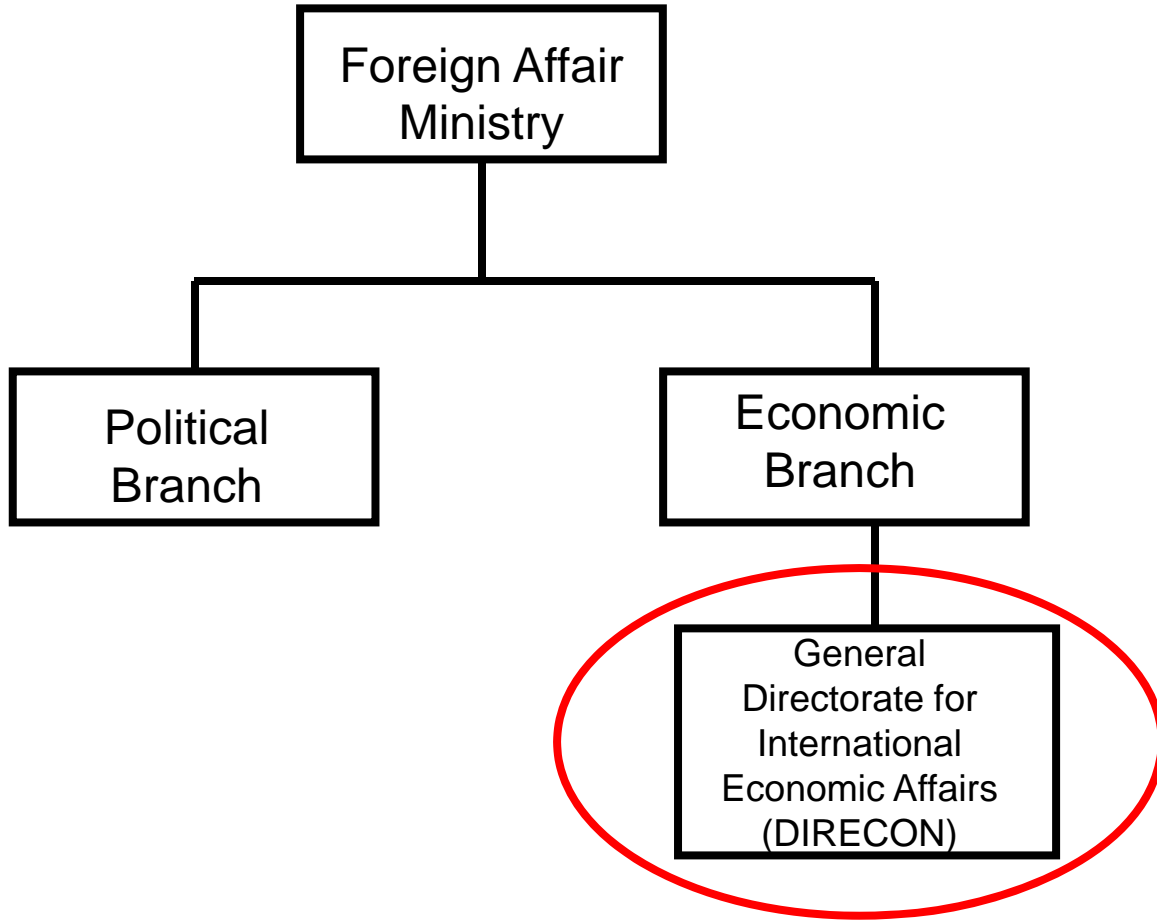 Foreign Affair
Ministry
Political
Branch
Economic
Branch
General
Directorate for
International
Economic Affairs
(DIRECON)